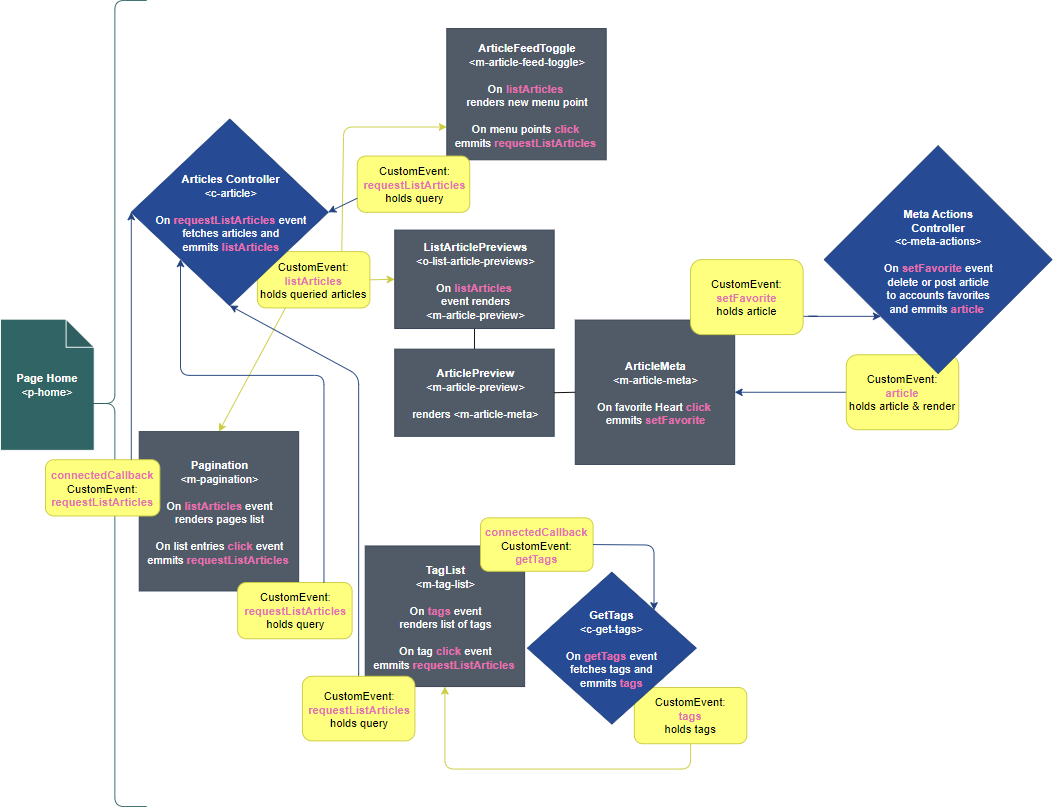 ArticleFeedToggle
<m-article-feed-toggle>
On listArticles
renders new menu point
On menu points click
emmits requestListArticles
CustomEvent:
requestListArticles
holds query
Articles Controller
<c-article>
On requestListArticles event
fetches articles and
emmits listArticles
CustomEvent:
listArticles
holds queried articles
ListArticlePreviews
<o-list-article-previews>
On listArticles
event renders
<m-article-preview>
ArticlePreview
<m-article-preview>
renders <m-article-meta>
ArticleMeta
<m-article-meta>
On favorite Heart click
emmits setFavorite
CustomEvent:
setFavorite
holds article
Meta Actions
Controller
<c-meta-actions>
On setFavorite event
delete or post article
to accounts favorites
and emmits article
CustomEvent:
article
holds article & render
Page Home
<p-home>
connectedCallback
CustomEvent:
requestListArticles
Pagination
<m-pagination>
On listArticles event
renders pages list
On list entries click event
emmits requestListArticles
CustomEvent:
requestListArticles
holds query
TagList
<m-tag-list>
On tags event
renders list of tags
On tag click event
emmits requestListArticles
connectedCallback
CustomEvent:
getTags
CustomEvent:
requestListArticles
holds query
GetTags
<c-get-tags>
On getTags event
fetches tags and
emmits tags
CustomEvent:
tags
holds tags